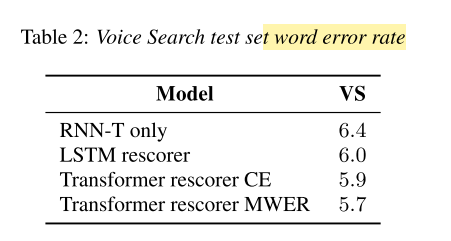 Table 2: Voice Search test set word error rate
Model VS
RNN-T only 6.4
LSTM rescorer 6.0
Transformer rescorer CE 5.9
Transformer rescorer MWER 5.7